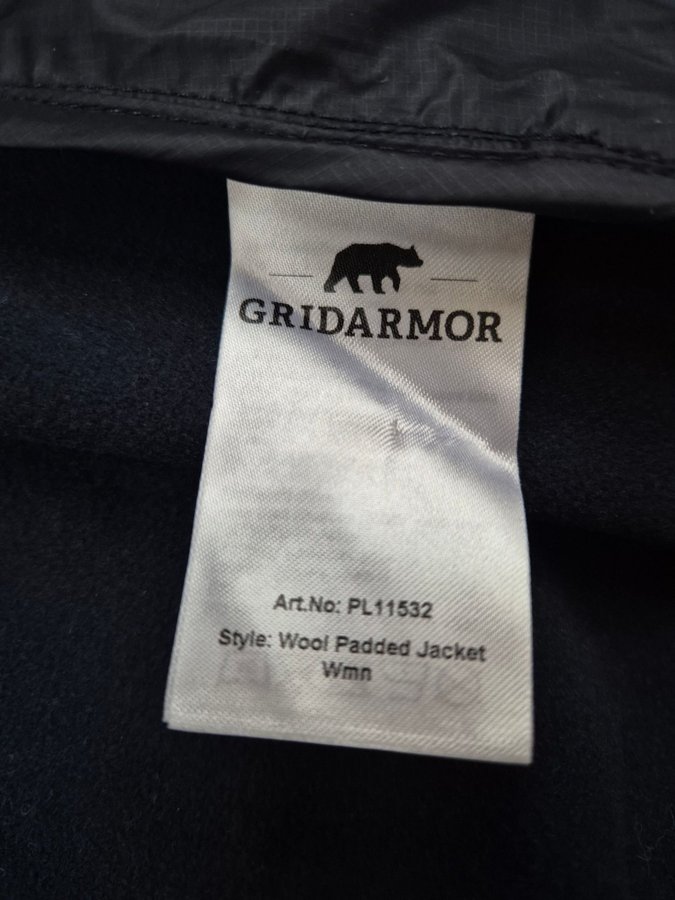 GRIDARMOR
Art.No: PL11532
Style: Wool Padded Jacket
Wmn